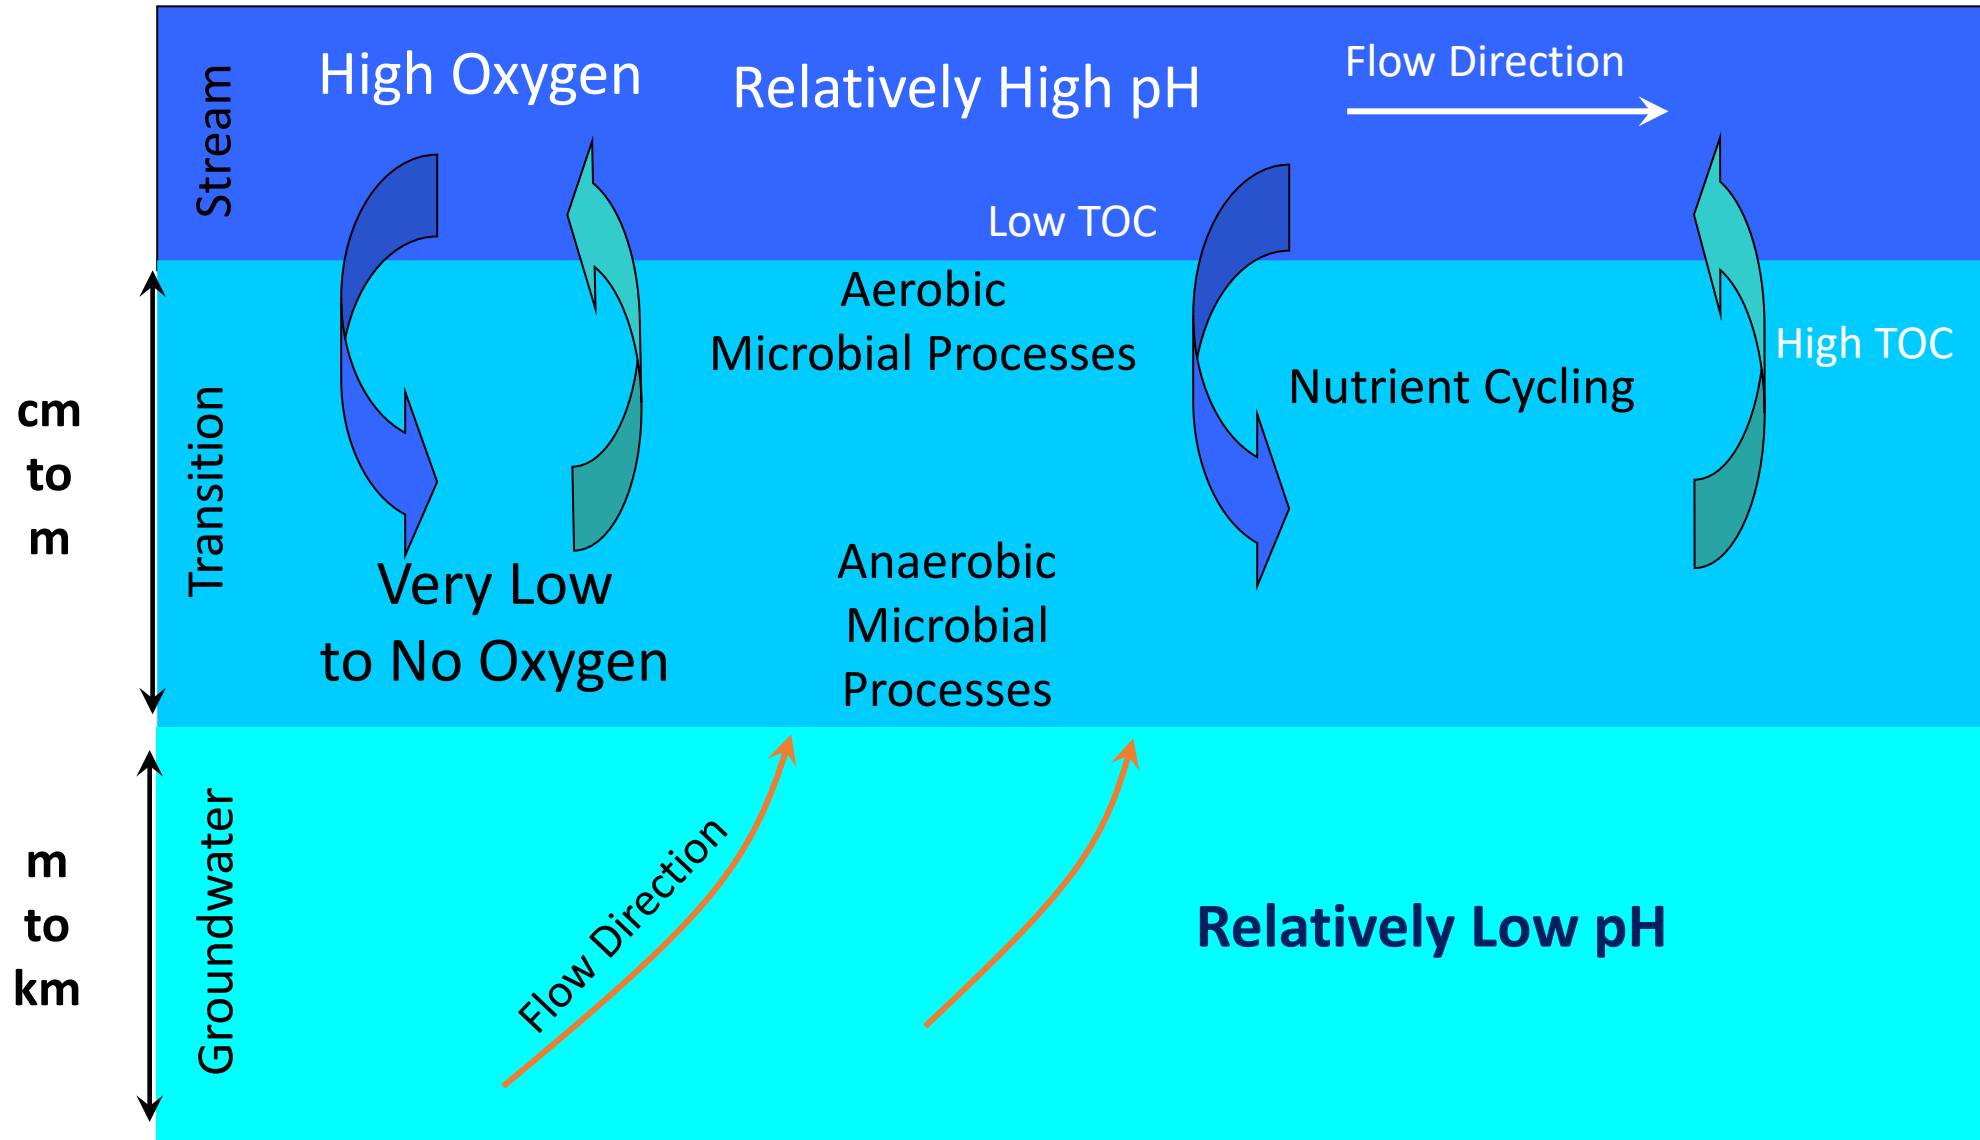 Stream
High Oxygen
Relatively High pH
Flow Direction
Low TOC
cm
to
m
Transition
Aerobic
Microbial Processes
Nutrient Cycling
High TOC
Very Low
to No Oxygen
Anaerobic
Microbial
Processes
m
to
km
Groundwater
Flow Direction
Relatively Low pH